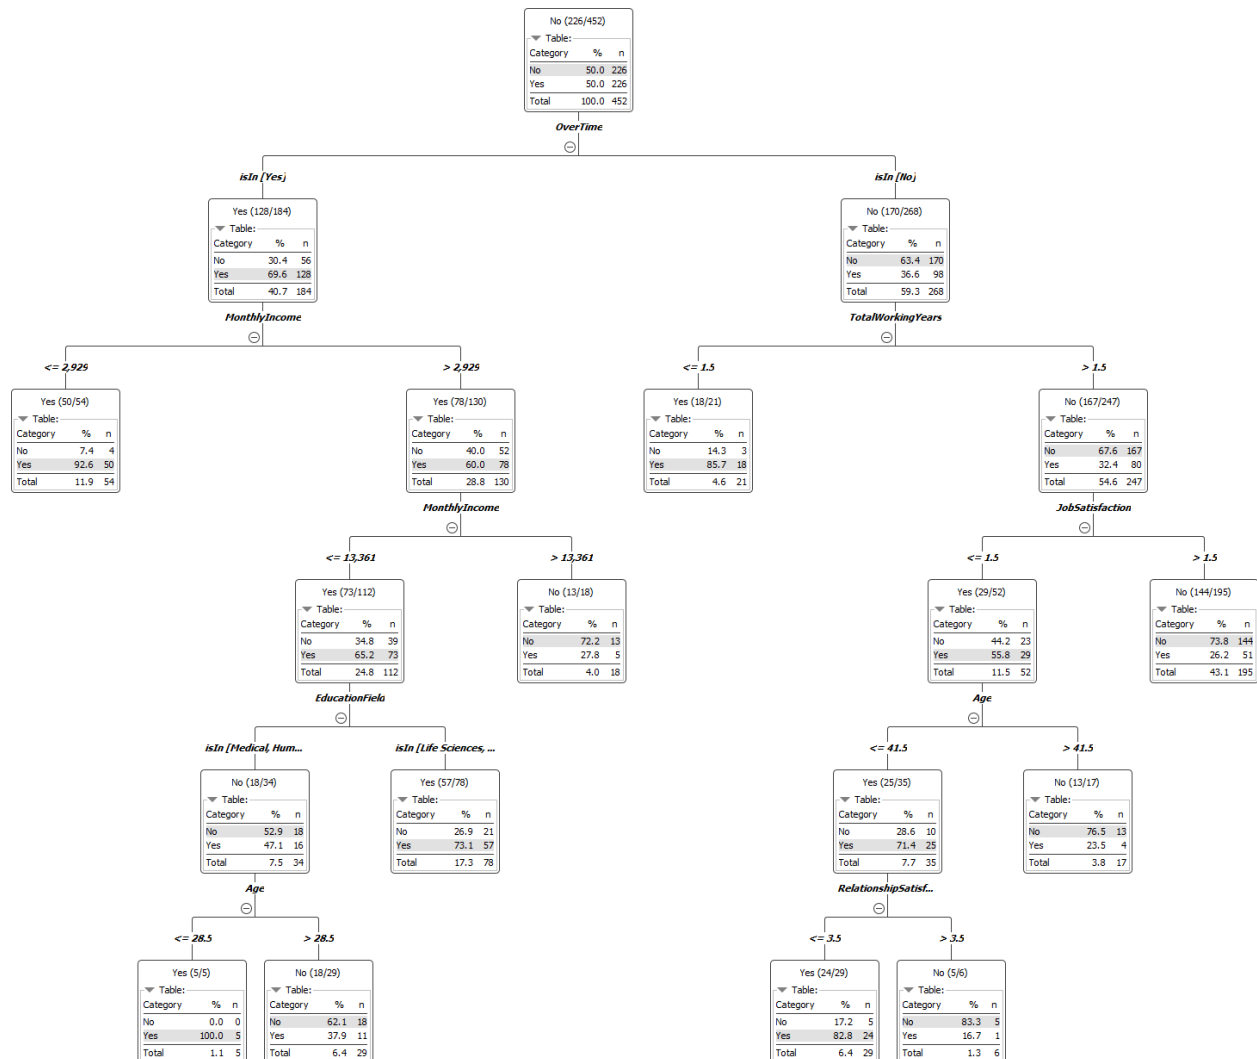 No (226/452)
Table:
Category % n
No 50.0 226
Yes 50.0 226
Total 100.0 452
OverTime
isIn [Yes]
isIn [No]
Yes (128/184)
Table:
Category % n
No 30.4 56
Yes 69.6 128
Total 40.7 184
MonthlyIncome
No (170/268)
Table:
Category % n
No 63.4 170
Yes 36.6 98
Total 59.3 268
TotalWorkingYears
<= 2,929
> 2,929
<= 1.5
> 1.5
Yes (50/54)
Table:
Category % n
No 7.4 4
Yes 92.6 50
Total 11.9 54
Yes (78/130)
Table:
Category % n
No 40.0 52
Yes 60.0 78
Total 28.8 130
MonthlyIncome
Yes (18/21)
Table:
Category % n
No 14.3 3
Yes 85.7 18
Total 4.6 21
No (167/247)
Table:
Category % n
No 67.6 167
Yes 32.4 80
Total 54.6 247
JobSatisfaction
<= 13,361
> 13,361
<= 1.5
> 1.5
Yes (73/112)
Table:
Category % n
No 34.8 39
Yes 65.2 73
Total 24.8 112
EducationField
No (13/18)
Table:
Category % n
No 72.2 13
Yes 27.8 5
Total 4.0 18
Yes (29/52)
Table:
Category % n
No 44.2 23
Yes 55.8 29
Total 11.5 52
Age
No (144/195)
Table:
Category % n
No 73.8 144
Yes 26.2 51
Total 43.1 195
isIn [Medical, Hum...
isIn [Life Sciences, ...
<= 41.5
> 41.5
No (18/34)
Table:
Category % n
No 52.9 18
Yes 47.1 16
Total 7.5 34
Age
Yes (57/78)
Table:
Category % n
No 26.9 21
Yes 73.1 57
Total 17.3 78
Yes (25/35)
Table:
Category % n
No 28.6 10
Yes 71.4 25
Total 7.7 35
RelationshipSatisf...
No (13/17)
Table:
Category % n
No 76.5 13
Yes 23.5 4
Total 3.8 17
<= 28.5
> 28.5
<= 3.5
> 3.5
Yes (5/5)
Table:
Category % n
No 0.0 0
Yes 100.0 5
Total 1.1 5
No (18/29)
Table:
Category % n
No 62.1 18
Yes 37.9 11
Total 6.4 29
Yes (24/29)
Table:
Category % n
No 17.2 5
Yes 82.8 24
Total 6.4 29
No (5/6)
Table:
Category % n
No 83.3 5
Yes 16.7 1
Total 1.3 6